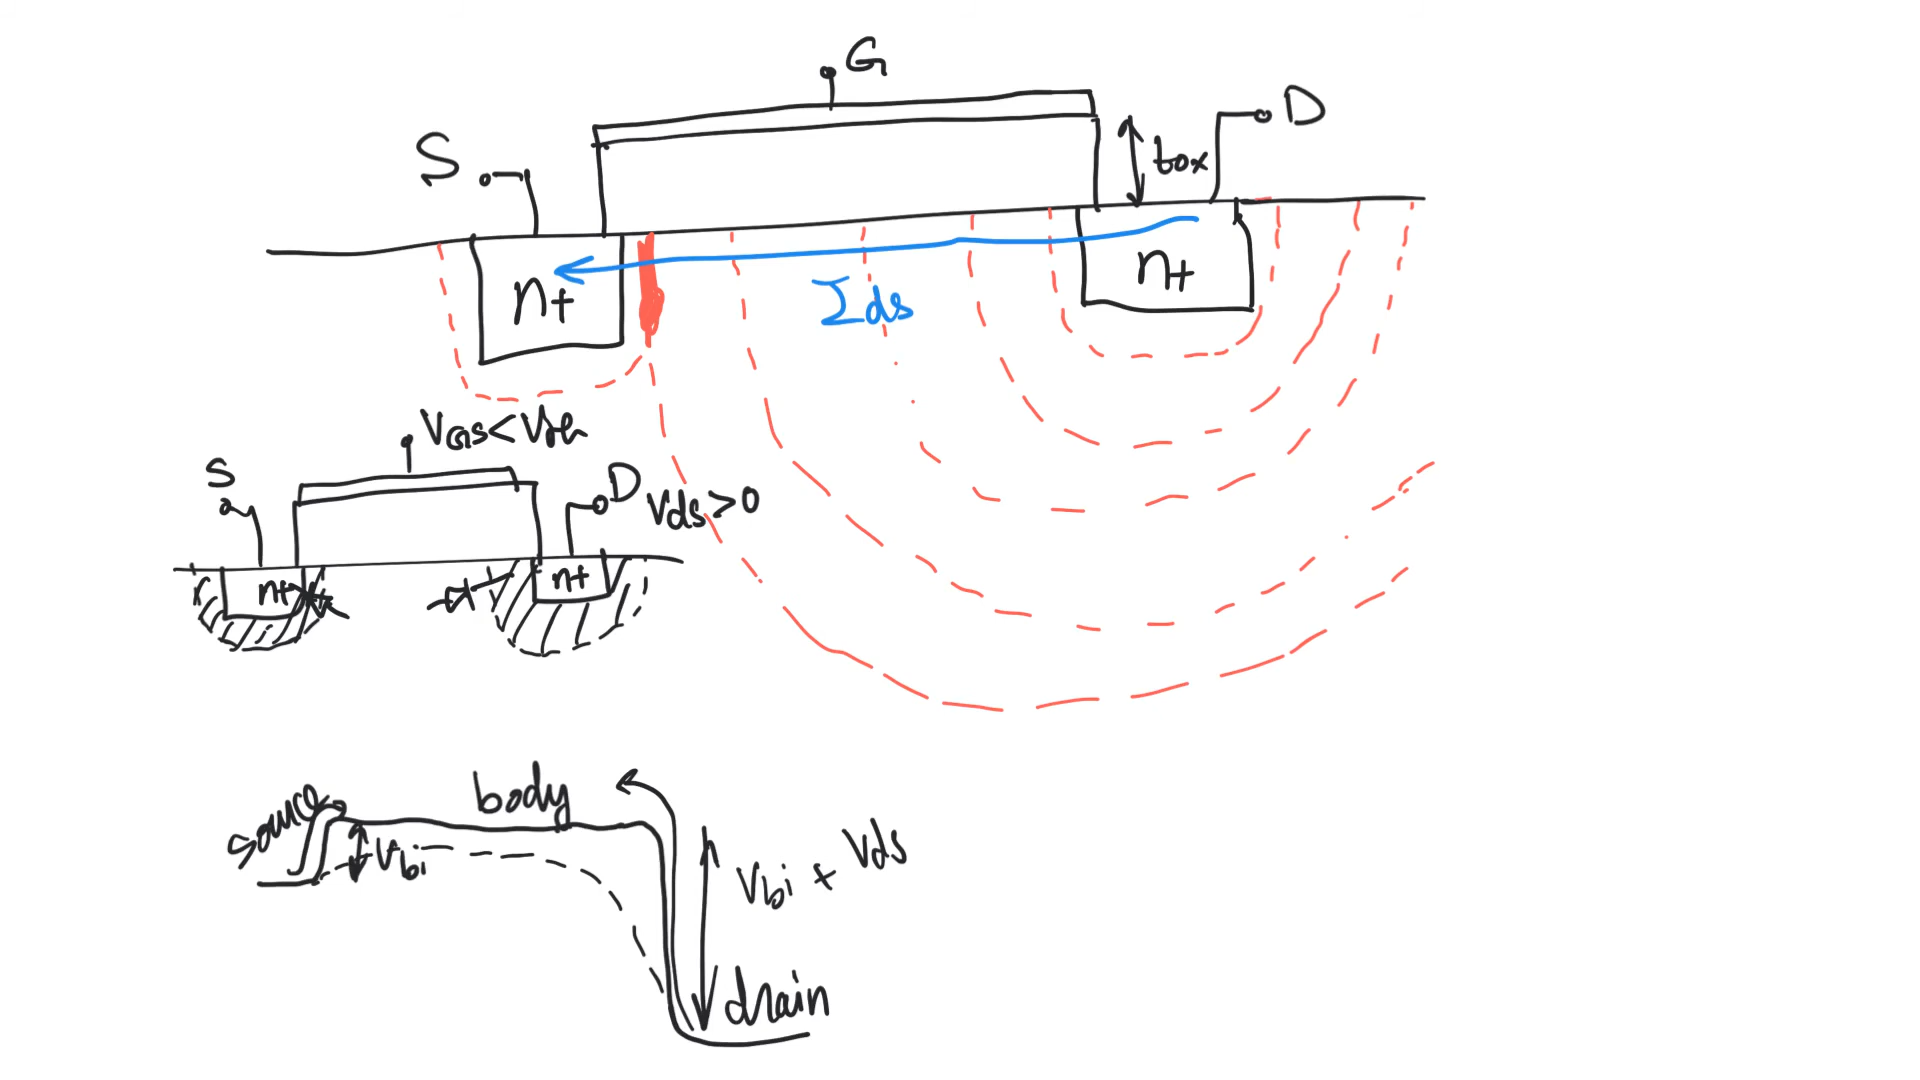 G
D
S
tox
n+
n+
Ids
VGS<Vth
S
D
Vds>0
n+
n+
source
body
Vbi
Vbi + Vds
drain